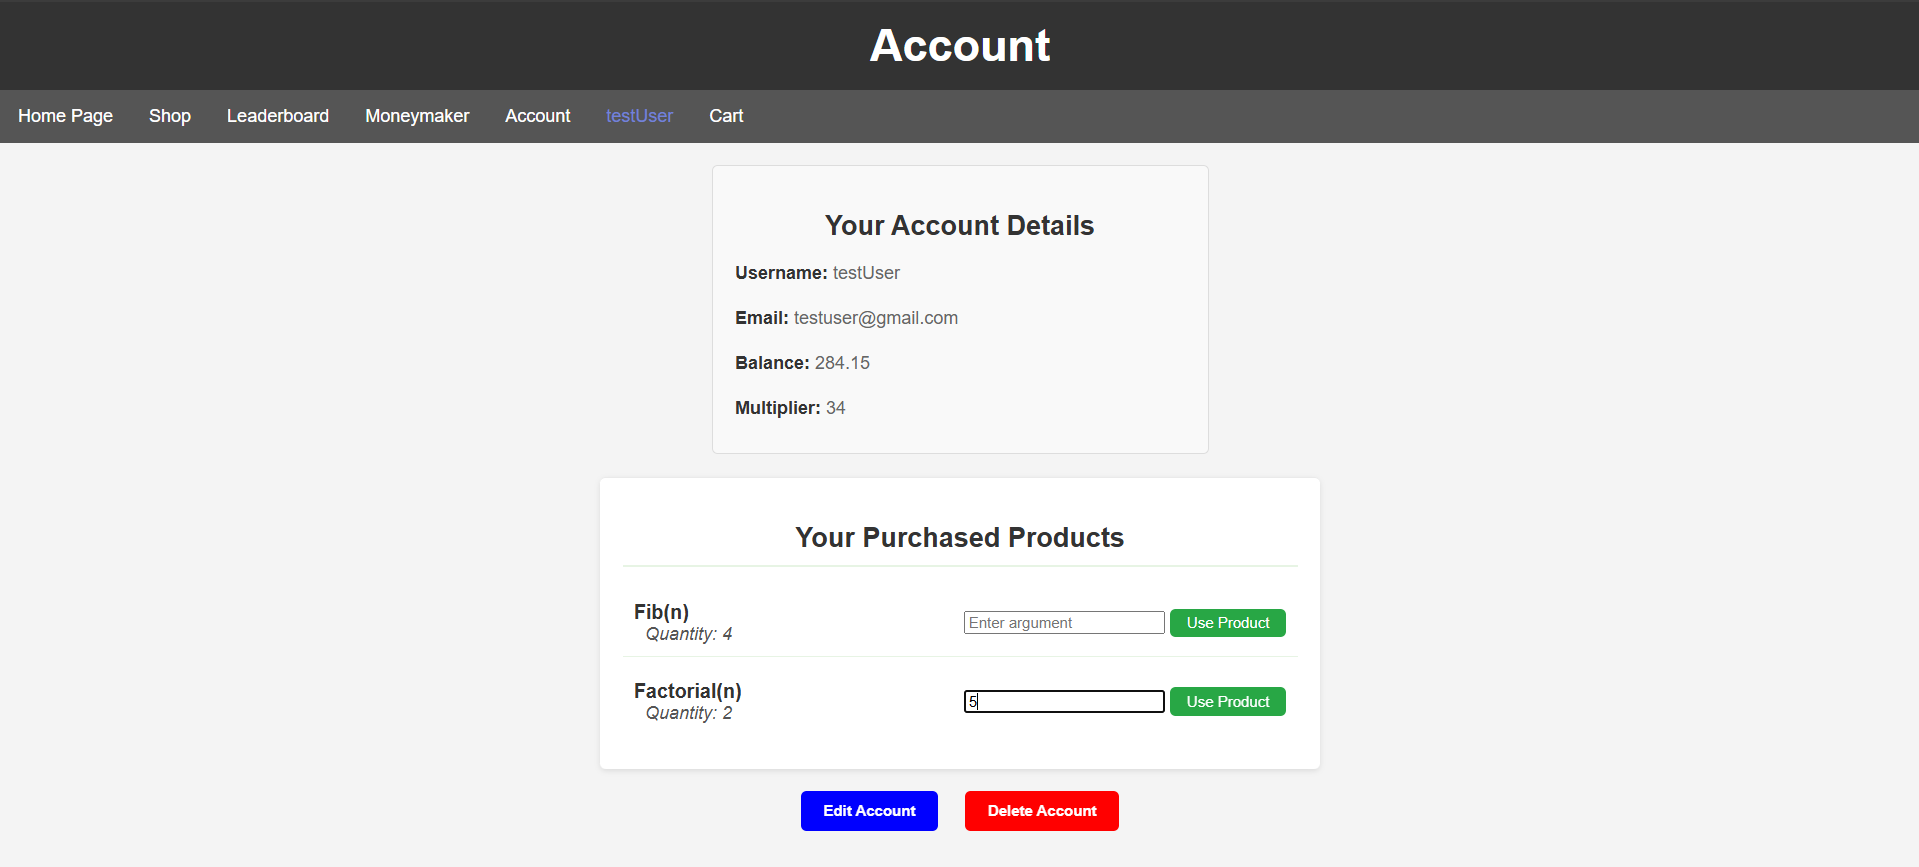 Account
Home Page Shop Leaderboard Moneymaker Account testUser Cart
Your Account Details
Username: testUser
Email: testuser@gmail.com
Balance: 284.15
Multiplier: 34
Your Purchased Products
Fib(n)
Quantity: 4
Enter argument Use Product
Factorial(n)
Quantity: 2
5 Use Product
Edit Account Delete Account